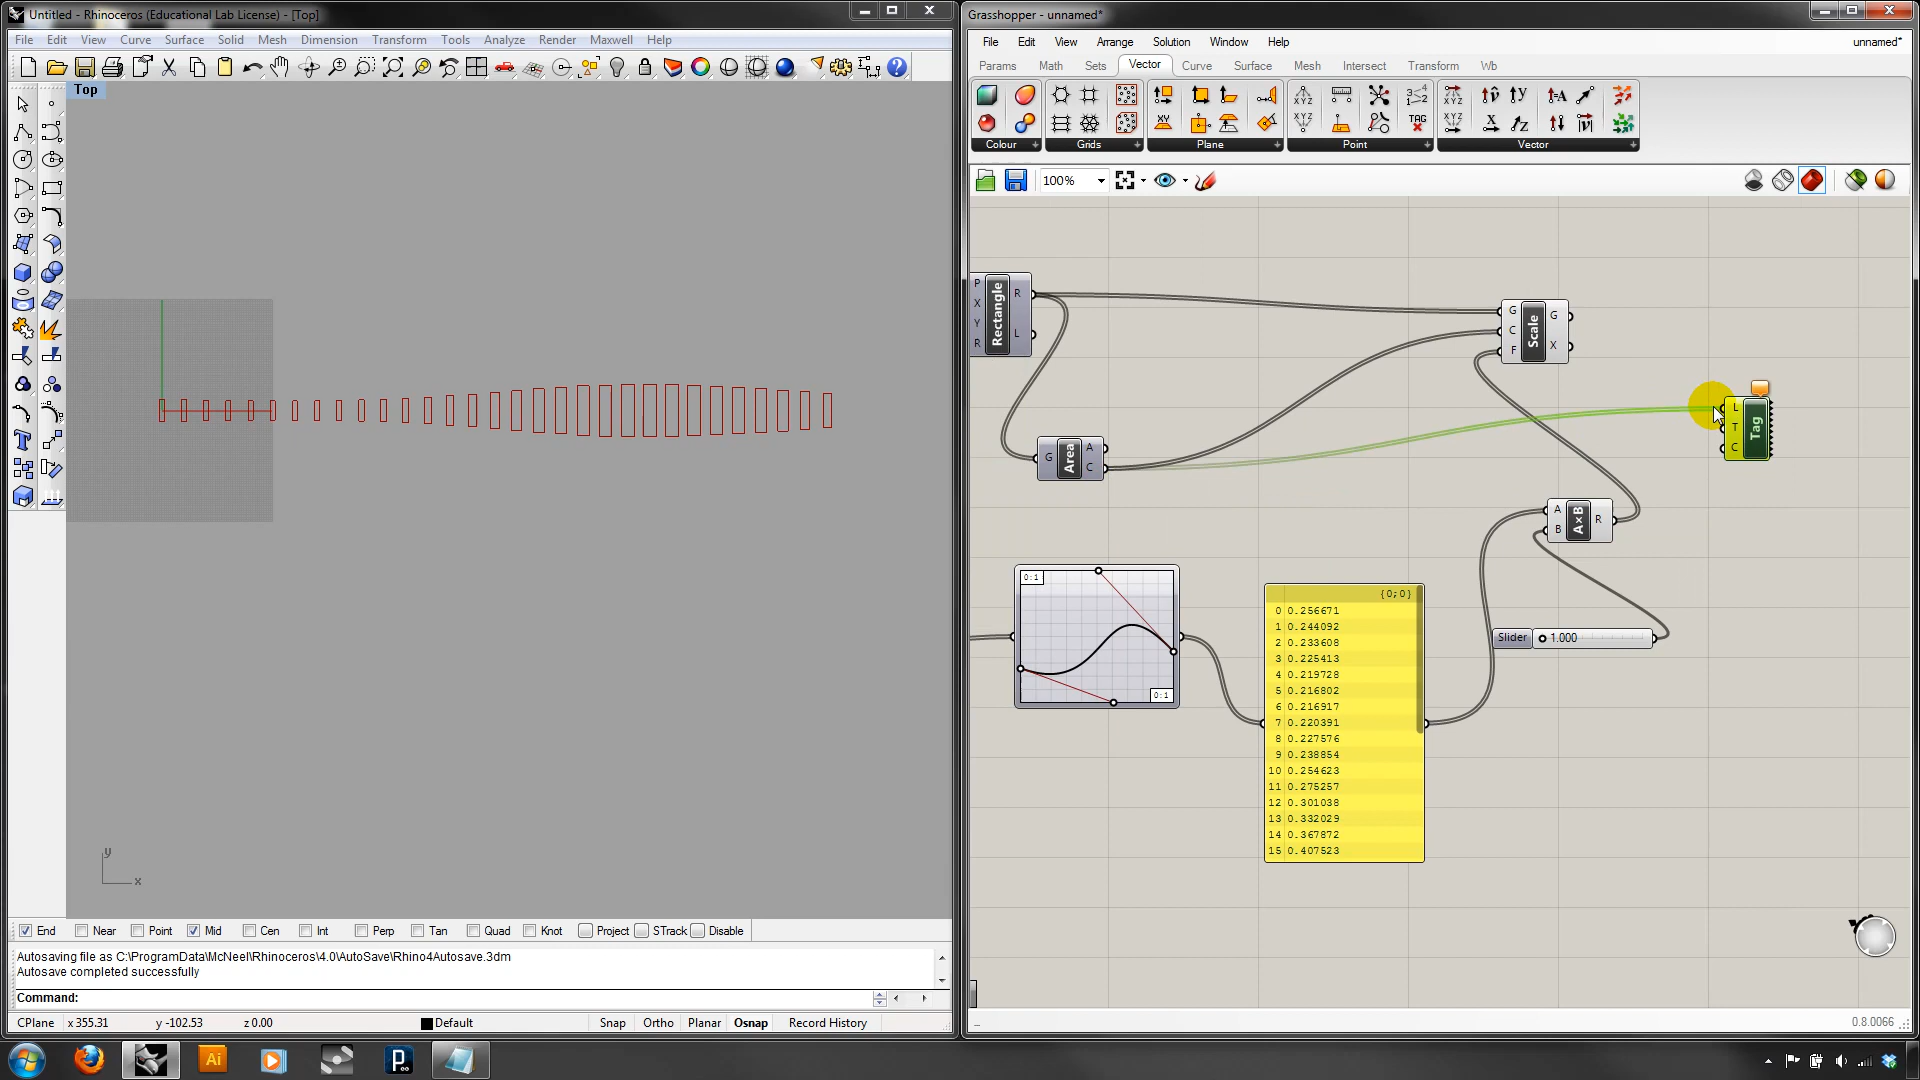 Untitled - Rhinoceros (Educational Lab License) - [Top]
File Edit View Curve Surface Solid Mesh Dimension Transform Tools Analyze Render Maxwell Help
Top
y
x
End Near Point Mid Cen Int Perp Tan Quad Knot Project STrack Disable
Autosaving file as C:\ProgramData\McNeel\Rhinoceros\4.0\AutoSave\Rhino4Autosave.3dm
Autosave completed successfully
Command:
CPlane x 355.31 y -102.53 z 0.00 Default Snap Ortho Planar Osnap Record History
Grasshopper - unnamed*
File Edit View Arrange Solution Window Help unnamed*
Params Math Sets Vector Curve Surface Mesh Intersect Transform Wb
Colour Grids Plane Point Vector
100%
P X Y R Rectangle R L
G C F Scale G X
L T C Tag
G Area A C
A B A×B R
0:1
0:1
{0;0}
0 0.256671
1 0.244092
2 0.233608
3 0.225413
4 0.219728
5 0.216802
6 0.216917
7 0.220391
8 0.227576
9 0.238854
10 0.254623
11 0.275257
12 0.301038
13 0.332029
14 0.367872
15 0.407523
Slider 1.000
0.8.0066
Ai